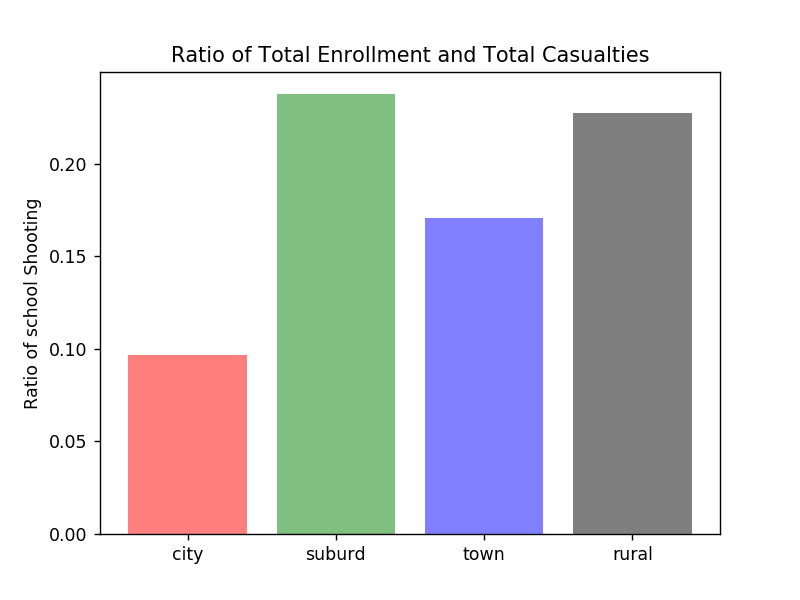 Ratio of Total Enrollment and Total Casualties
Ratio of school Shooting
0.20
0.15
0.10
0.05
0.00
city
suburd
town
rural